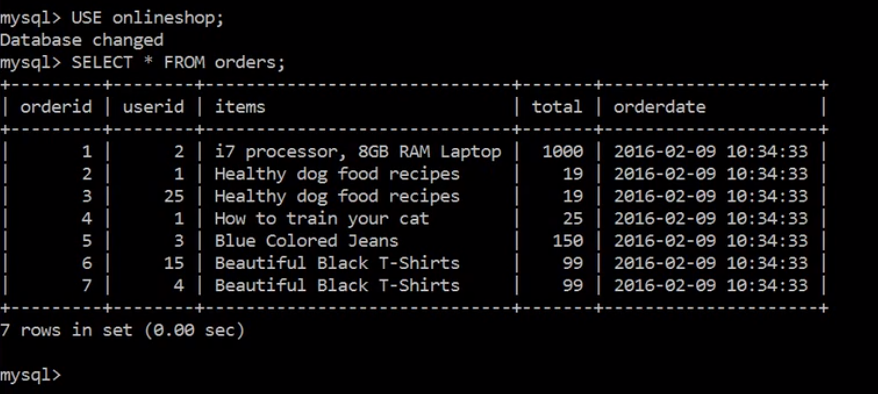 mysql> USE onlineshop;
Database changed
mysql> SELECT * FROM orders;
+---------+--------+------------------------------+-------+---------------------+
| orderid | userid | items                        | total | orderdate           |
+---------+--------+------------------------------+-------+---------------------+
|       1 |      2 | i7 processor, 8GB RAM Laptop |  1000 | 2016-02-09 10:34:33 |
|       2 |      1 | Healthy dog food recipes     |    19 | 2016-02-09 10:34:33 |
|       3 |     25 | Healthy dog food recipes     |    19 | 2016-02-09 10:34:33 |
|       4 |      1 | How to train your cat        |    25 | 2016-02-09 10:34:33 |
|       5 |      3 | Blue Colored Jeans           |   150 | 2016-02-09 10:34:33 |
|       6 |     15 | Beautiful Black T-Shirts     |    99 | 2016-02-09 10:34:33 |
|       7 |      4 | Beautiful Black T-Shirts     |    99 | 2016-02-09 10:34:33 |
+---------+--------+------------------------------+-------+---------------------+
7 rows in set (0.00 sec)

mysql>